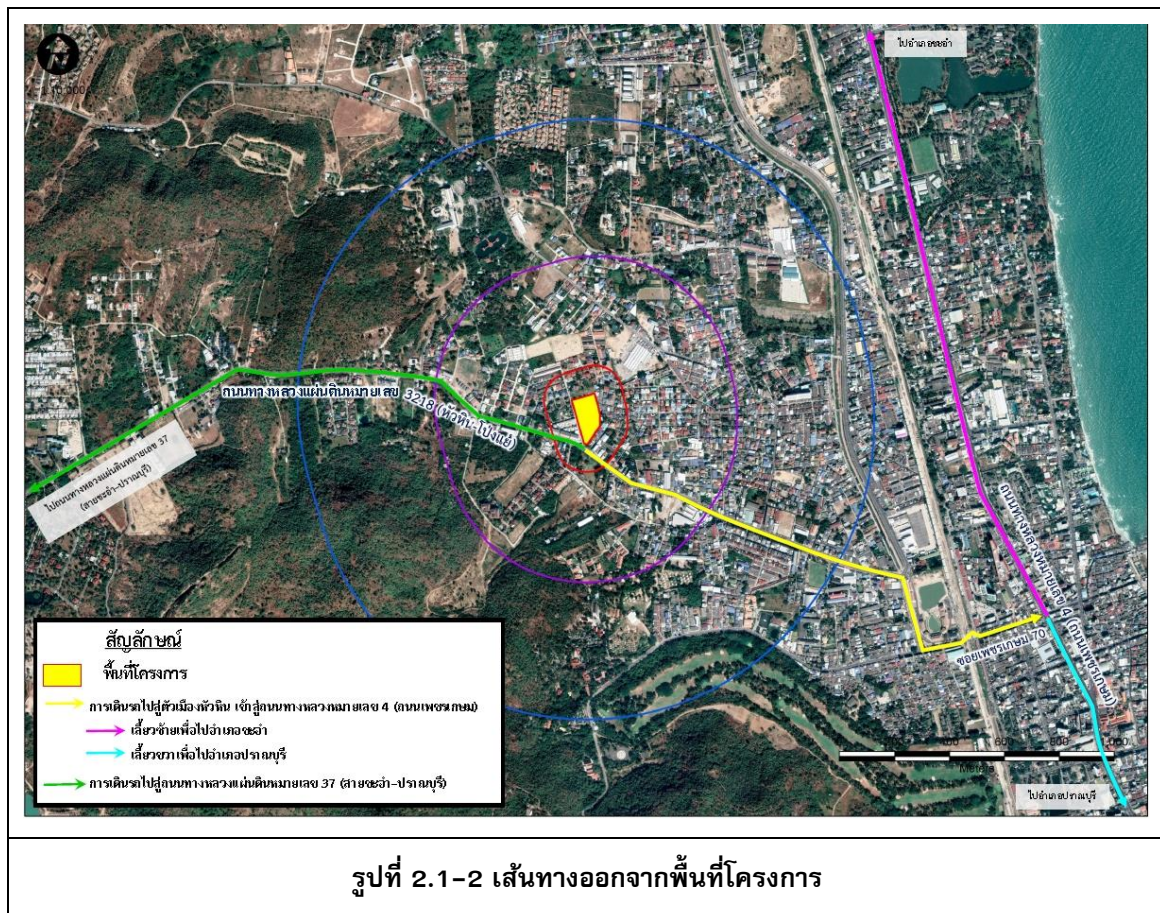 N
ไปอำเภอชะอำ
ถนนทางหลวงแผ่นดินหมายเลข 3218 (หัวหิน-โป่งแย้)
ไปถนนทางหลวงแผ่นดินหมายเลข 37
(สายชะอำ-ปราณบุรี)
ถนนทางหลวงหมายเลข 4 (ถนนเพชรเกษม)
ซอยเพชรเกษม 70
สัญลักษณ์
พื้นที่โครงการ
การเดินรถไปสู่ตัวเมืองหัวหิน เข้าสู่ถนนทางหลวงหมายเลข 4 (ถนนเพชรเกษม)
เลี้ยวซ้ายเพื่อไปอำเภอชะอำ
เลี้ยวขวาเพื่อไปอำเภอปราณบุรี
การเดินรถไปสู่ถนนทางหลวงแผ่นดินหมายเลข 37 (สายชะอำ-ปราณบุรี)
600
Meters
ไปอำเภอปราณบุรี
รูปที่ 2.1-2 เส้นทางออกจากพื้นที่โครงการ